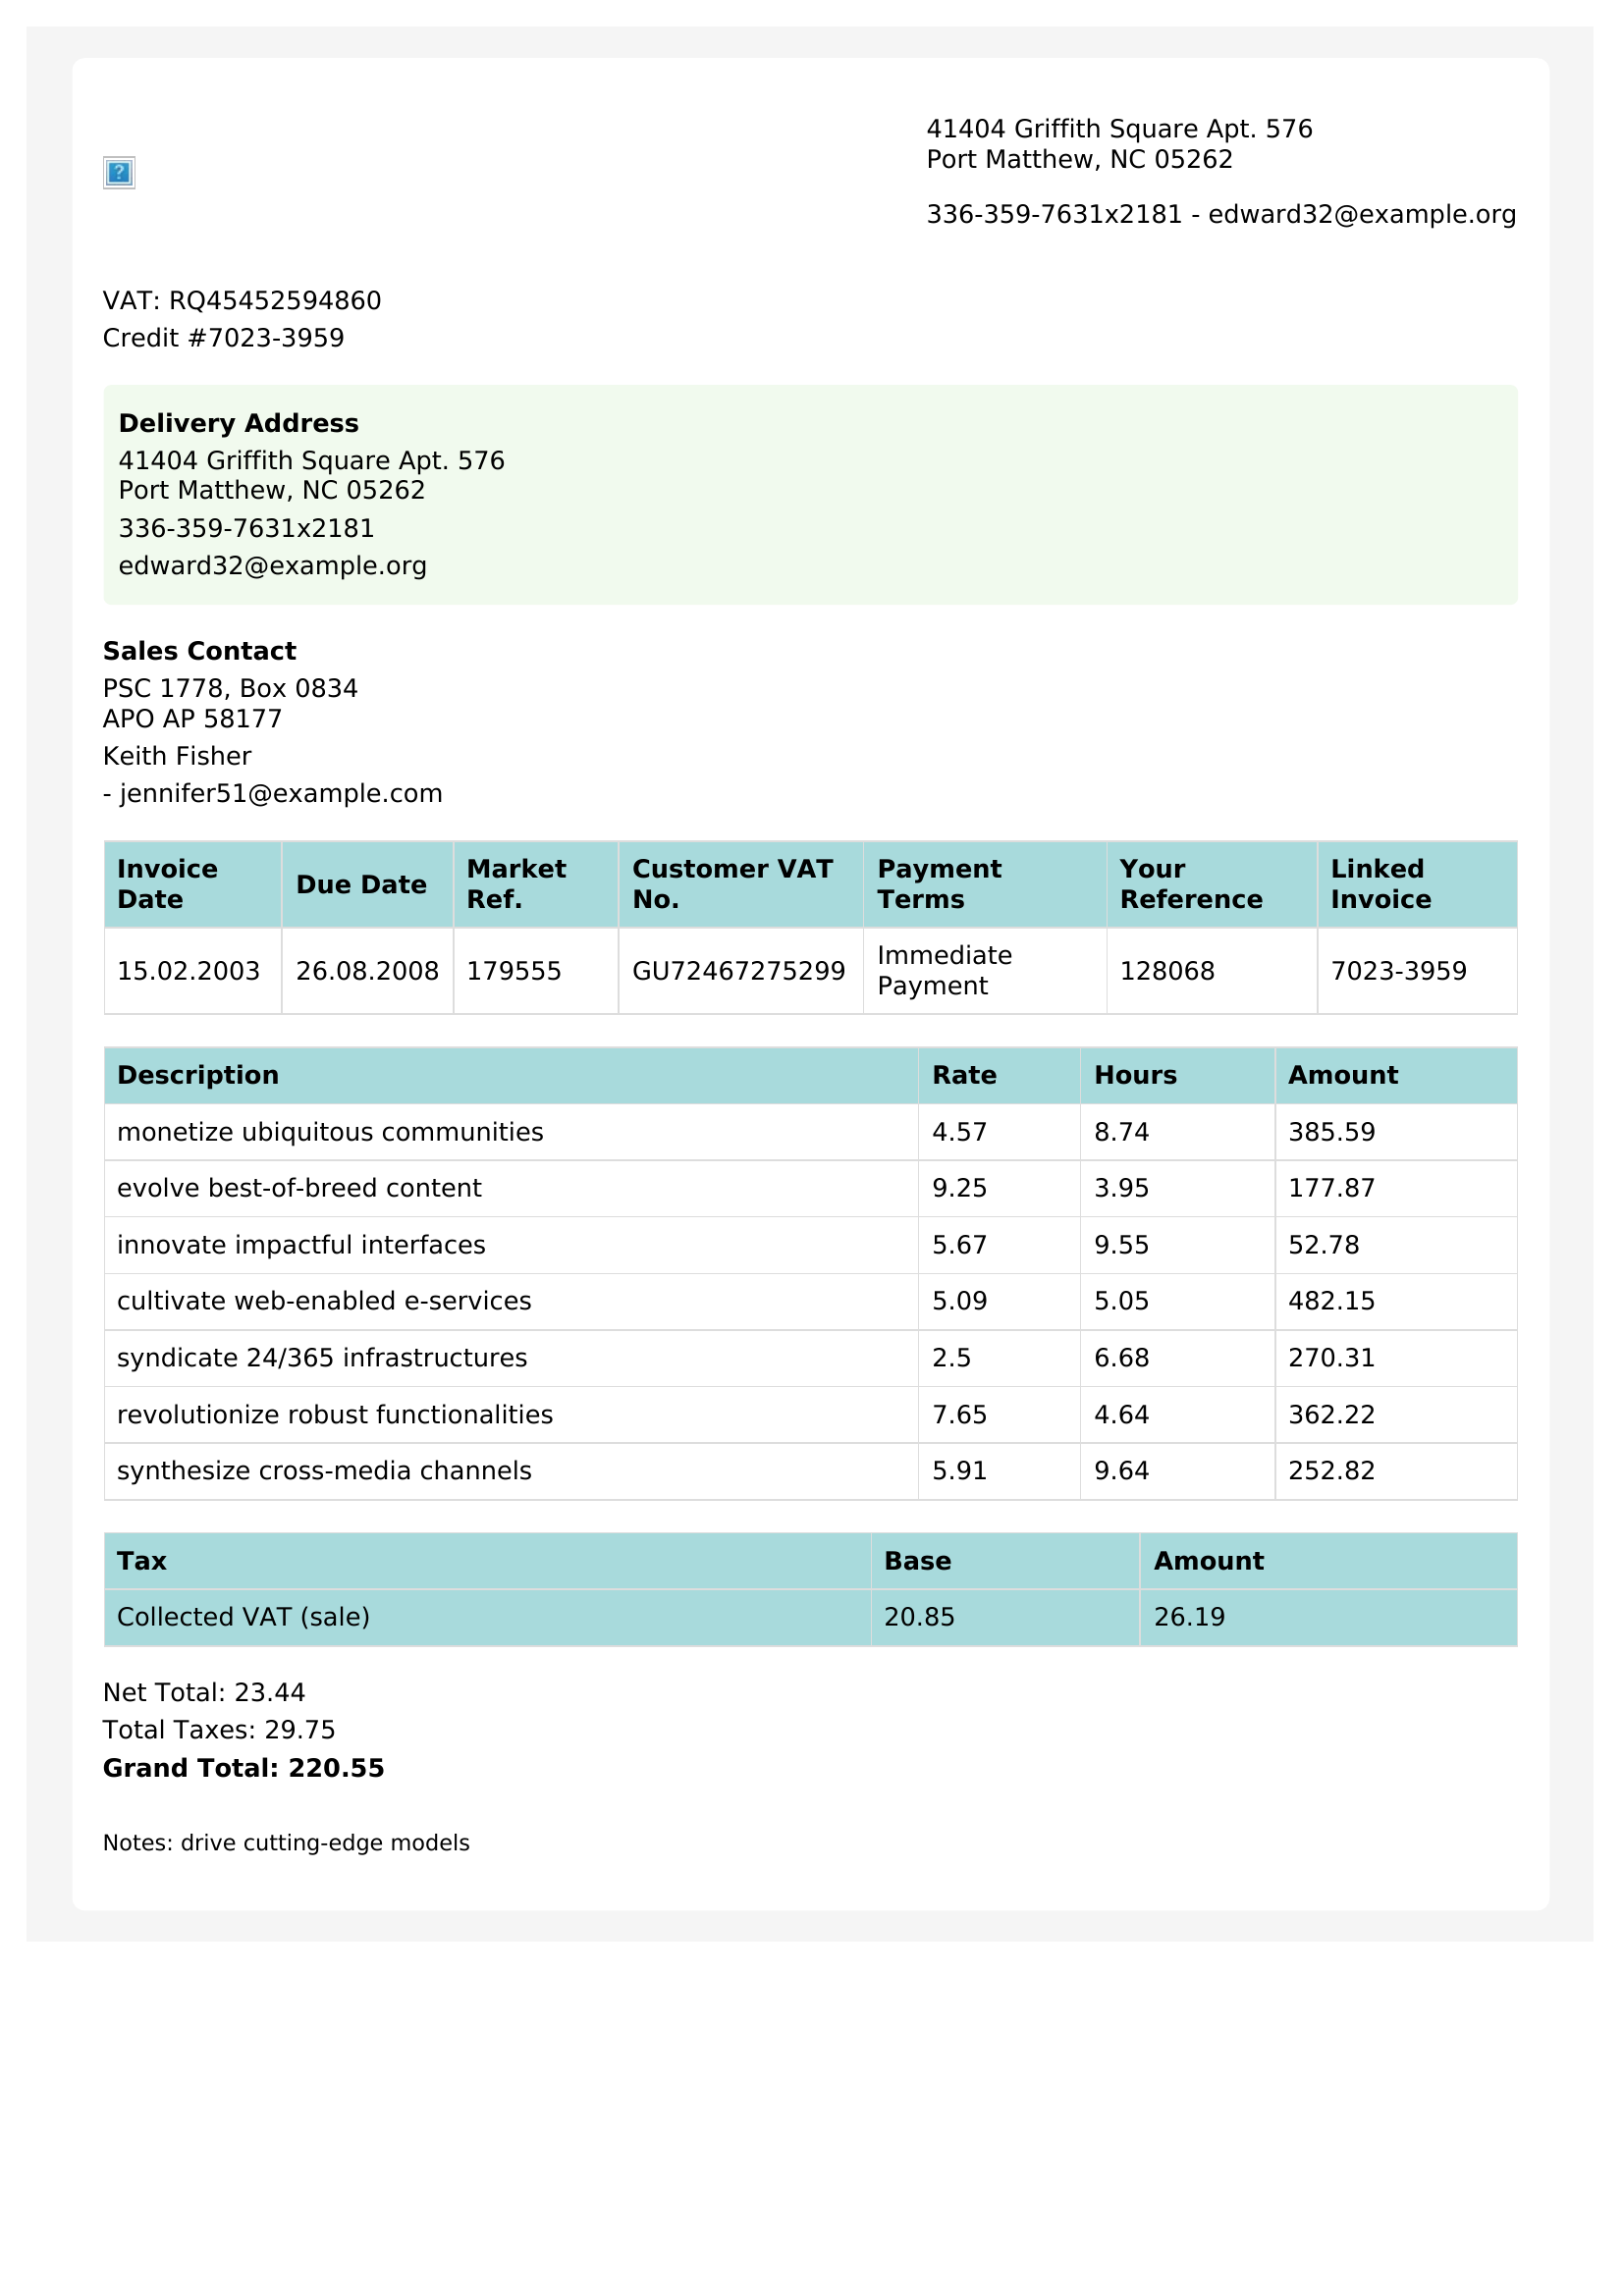 41404 Griffith Square Apt. 576
Port Matthew, NC 05262
336-359-7631x2181 - edward32@example.org
VAT: RQ45452594860
Credit #7023-3959
Delivery Address
41404 Griffith Square Apt. 576
Port Matthew, NC 05262
336-359-7631x2181
edward32@example.org
Sales Contact
PSC 1778, Box 0834
APO AP 58177
Keith Fisher
- jennifer51@example.com
Invoice Date Due Date Market Ref. Customer VAT No. Payment Terms Your Reference Linked Invoice
15.02.2003 26.08.2008 179555 GU72467275299 Immediate Payment 128068 7023-3959
Description Rate Hours Amount
monetize ubiquitous communities 4.57 8.74 385.59
evolve best-of-breed content 9.25 3.95 177.87
innovate impactful interfaces 5.67 9.55 52.78
cultivate web-enabled e-services 5.09 5.05 482.15
syndicate 24/365 infrastructures 2.5 6.68 270.31
revolutionize robust functionalities 7.65 4.64 362.22
synthesize cross-media channels 5.91 9.64 252.82
Tax Base Amount
Collected VAT (sale) 20.85 26.19
Net Total: 23.44
Total Taxes: 29.75
Grand Total: 220.55
Notes: drive cutting-edge models